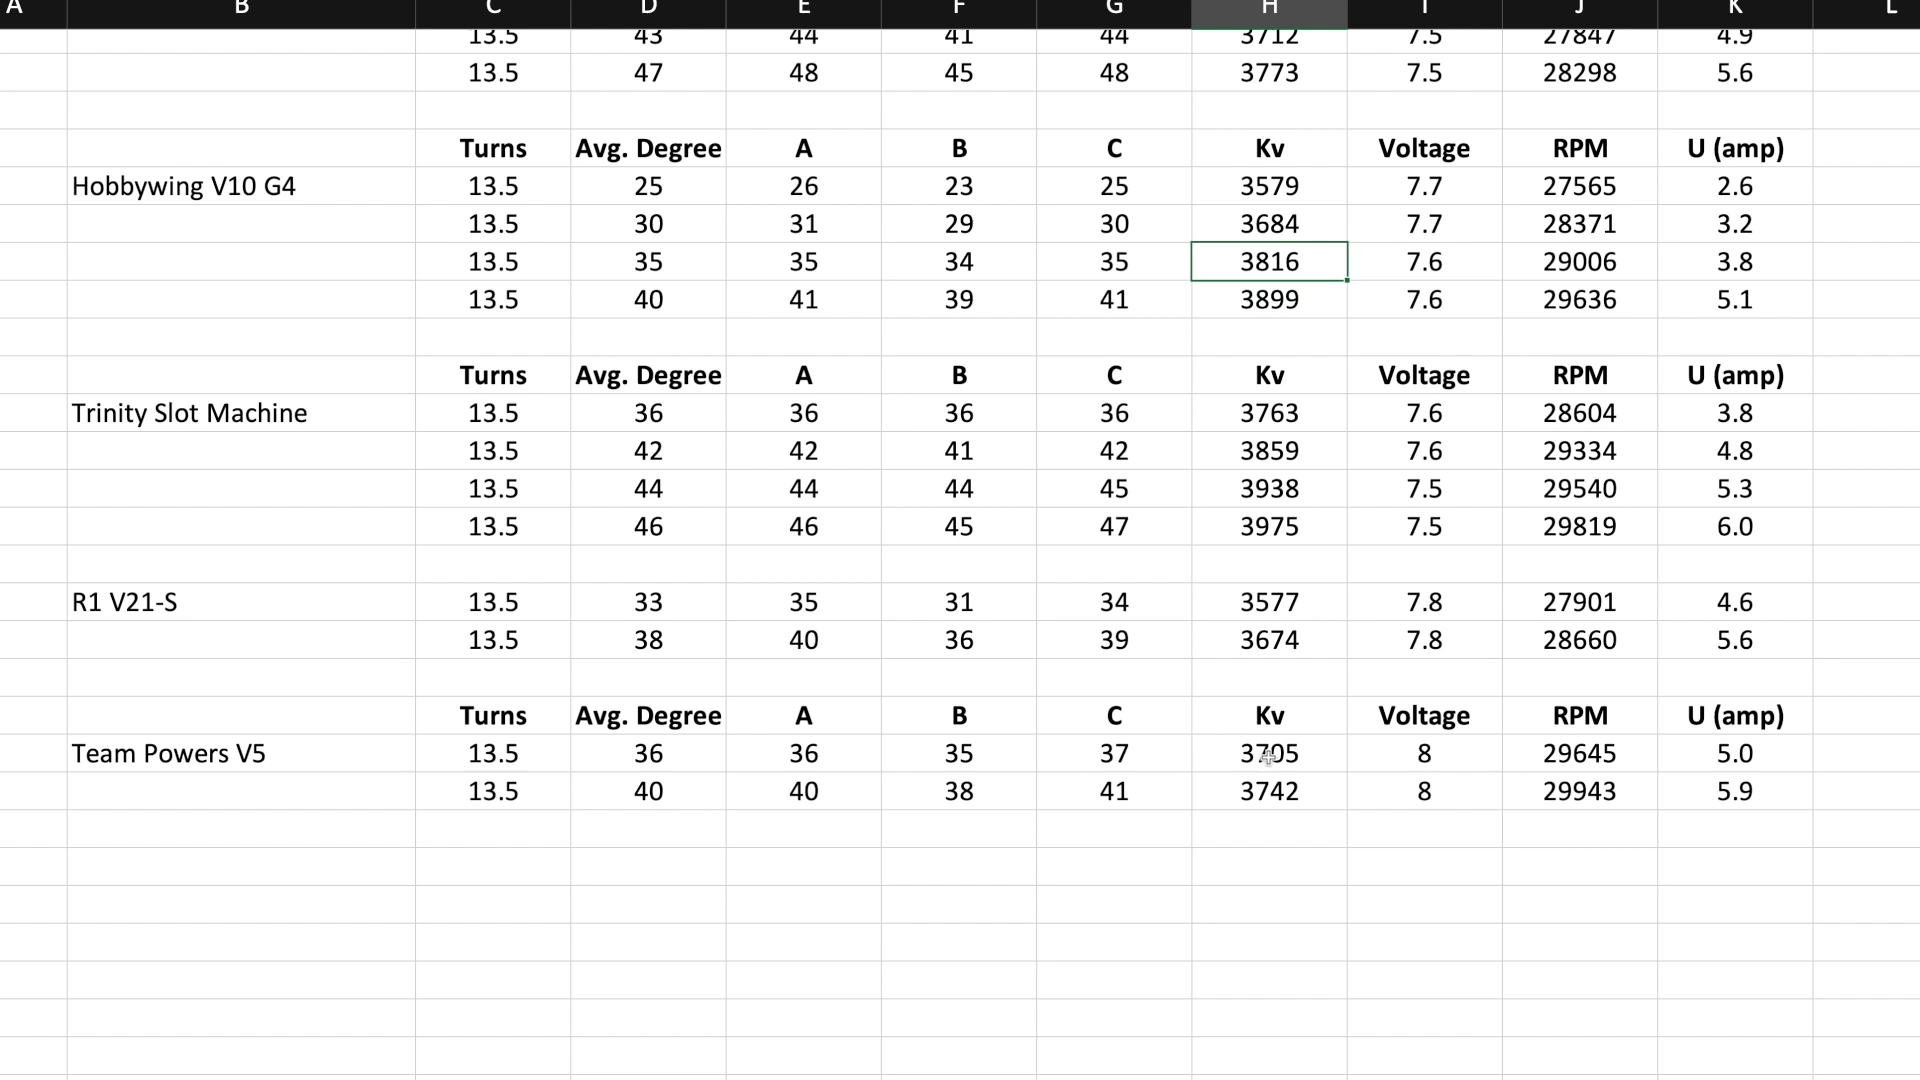 A B C D E F G H I J K L
13.5 43 44 41 44 3712 7.5 27847 4.9
13.5 47 48 45 48 3773 7.5 28298 5.6
Turns Avg. Degree A B C Kv Voltage RPM U (amp)
Hobbywing V10 G4 13.5 25 26 23 25 3579 7.7 27565 2.6
13.5 30 31 29 30 3684 7.7 28371 3.2
13.5 35 35 34 35 3816 7.6 29006 3.8
13.5 40 41 39 41 3899 7.6 29636 5.1
Turns Avg. Degree A B C Kv Voltage RPM U (amp)
Trinity Slot Machine 13.5 36 36 36 36 3763 7.6 28604 3.8
13.5 42 42 41 42 3859 7.6 29334 4.8
13.5 44 44 44 45 3938 7.5 29540 5.3
13.5 46 46 45 47 3975 7.5 29819 6.0
R1 V21-S 13.5 33 35 31 34 3577 7.8 27901 4.6
13.5 38 40 36 39 3674 7.8 28660 5.6
Turns Avg. Degree A B C Kv Voltage RPM U (amp)
Team Powers V5 13.5 36 36 35 37 3705 8 29645 5.0
13.5 40 40 38 41 3742 8 29943 5.9